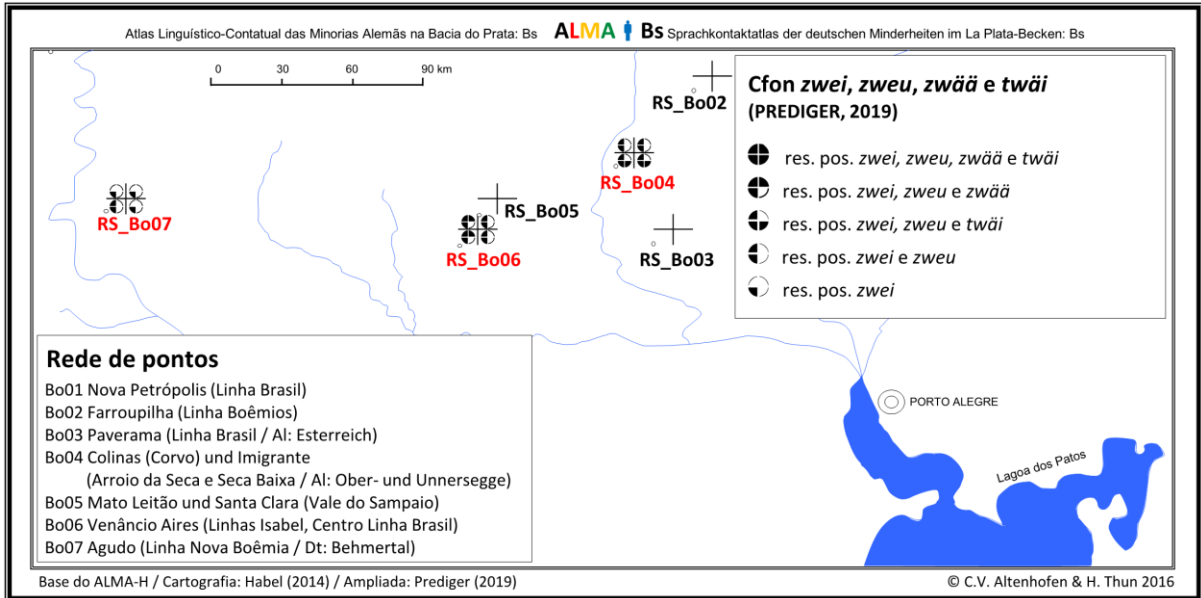 Atlas Linguístico-Contatual das Minorias Alemãs na Bacia do Prata: Bs ALMA Bs Sprachkontaktatlas der deutschen Minderheiten im La Plata-Becken: Bs
0 30 60 90 km
RS_Bo02
RS_Bo04
RS_Bo07
RS_Bo05
RS_Bo06
RS_Bo03
Cfon zwei, zweu, zwää e twäi
(PREDIGER, 2019)
res. pos. zwei, zweu, zwää e twäi
res. pos. zwei, zweu e zwää
res. pos. zwei, zweu e twäi
res. pos. zwei e zweu
res. pos. zwei
Rede de pontos
Bo01 Nova Petrópolis (Linha Brasil)
Bo02 Farroupilha (Linha Boêmios)
Bo03 Paverama (Linha Brasil / Al: Esterreich)
Bo04 Colinas (Corvo) und Imigrante
(Arroio da Seca e Seca Baixa / Al: Ober- und Unnersegge)
Bo05 Mato Leitão und Santa Clara (Vale do Sampaio)
Bo06 Venâncio Aires (Linhas Isabel, Centro Linha Brasil)
Bo07 Agudo (Linha Nova Boêmia / Dt: Behmertal)
PORTO ALEGRE
Lagoa dos Patos
Base do ALMA-H / Cartografia: Habel (2014) / Ampliada: Prediger (2019)
© C.V. Altenhofen & H. Thun 2016